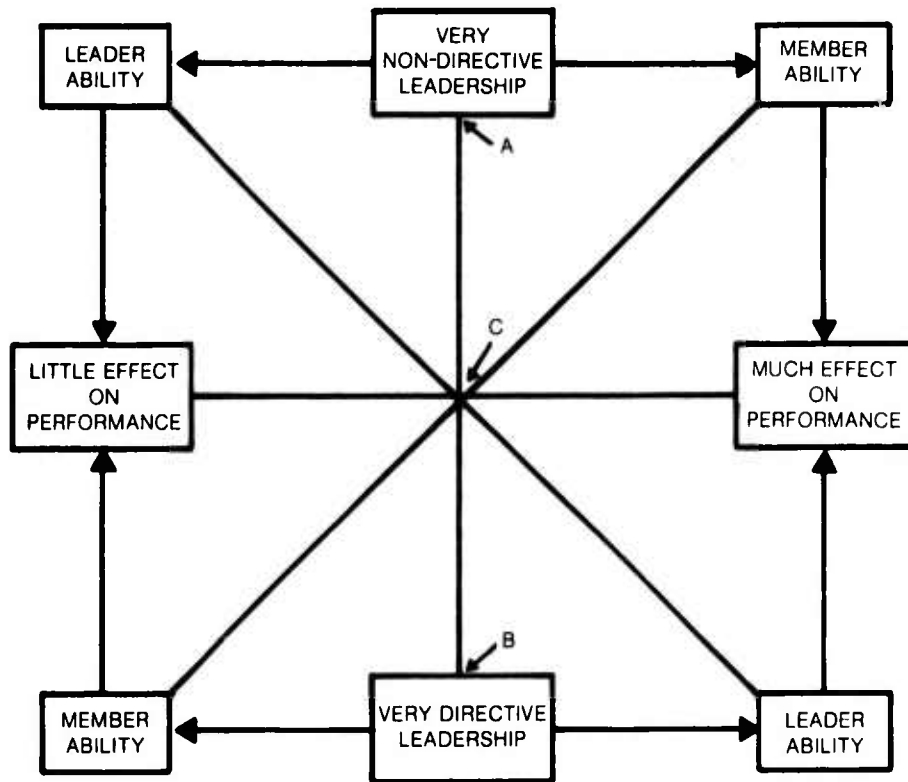 LEADER
ABILITY
VERY
NON-DIRECTIVE
LEADERSHIP
MEMBER
ABILITY
A
C
LITTLE EFFECT
ON
PERFORMANCE
MUCH EFFECT
ON
PERFORMANCE
B
MEMBER
ABILITY
VERY DIRECTIVE
LEADERSHIP
LEADER
ABILITY